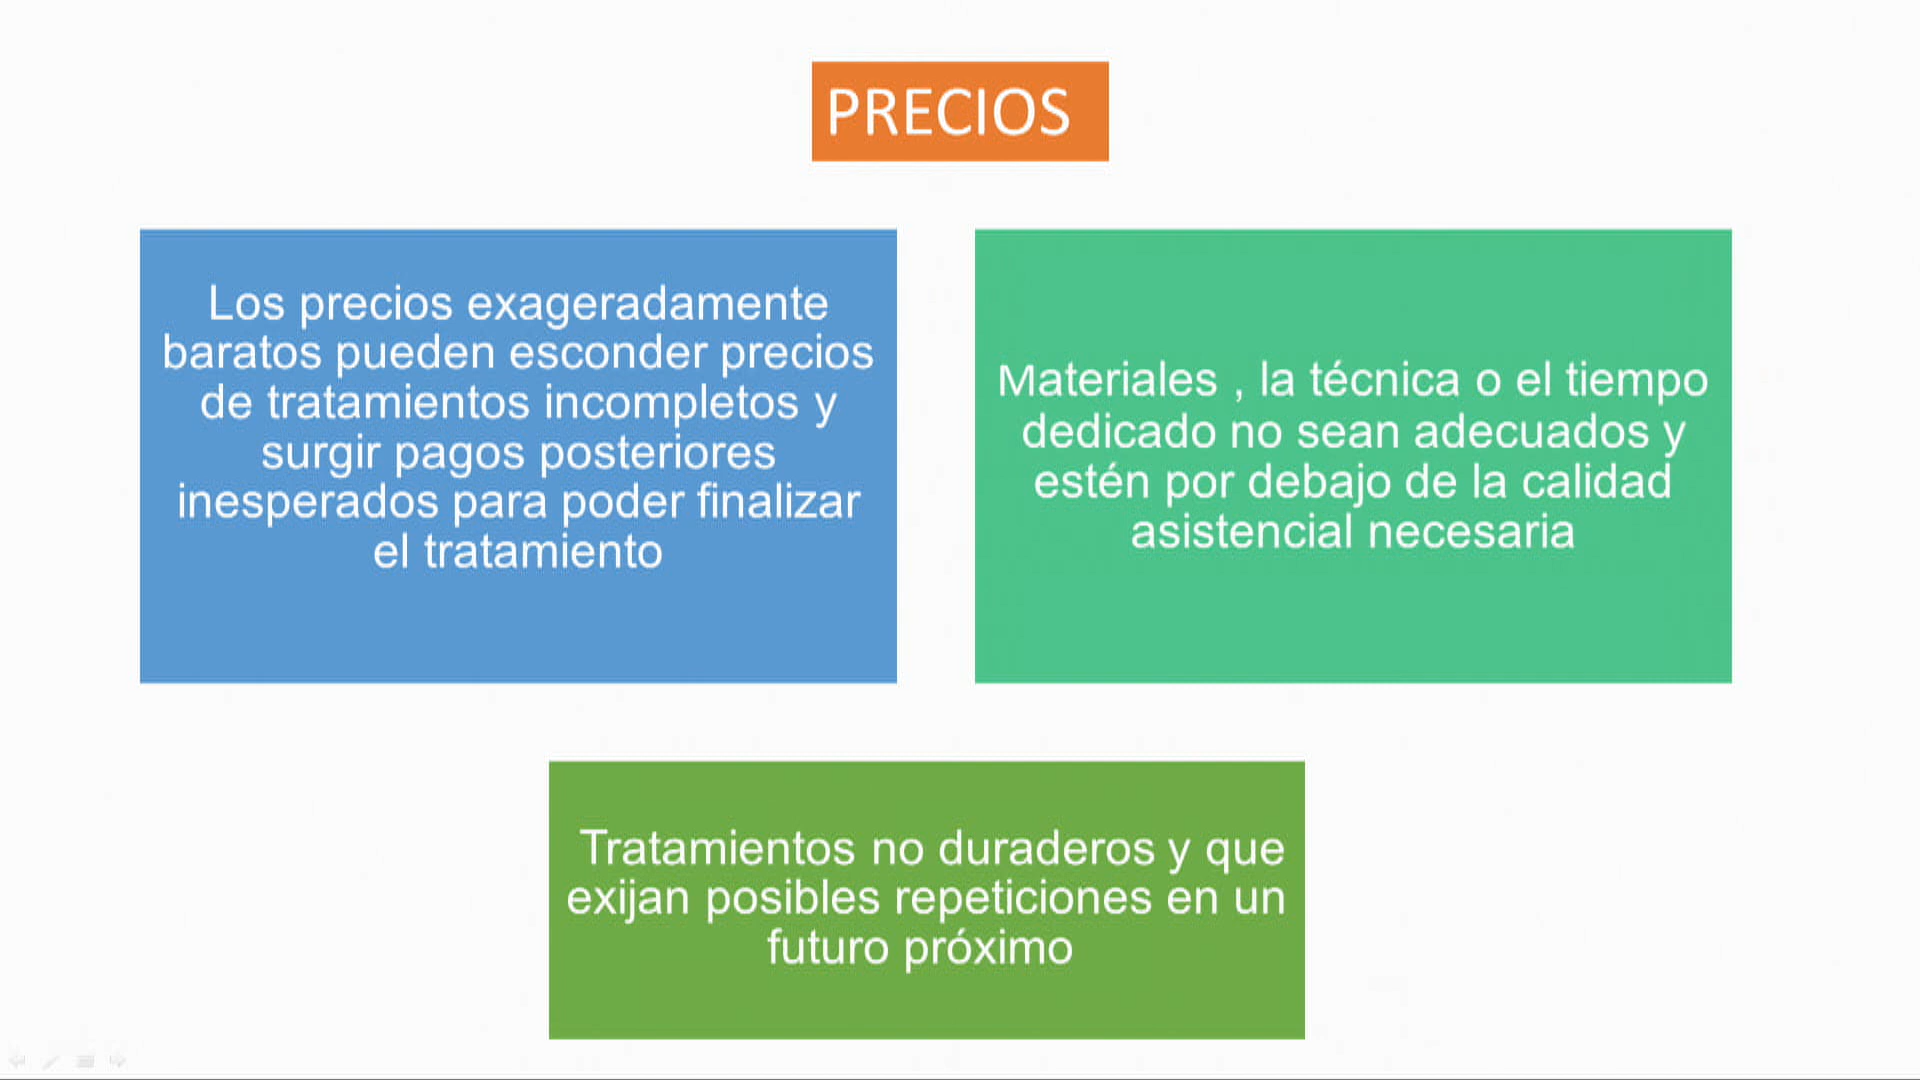 PRECIOS
Los precios exageradamente
baratos pueden esconder precios
de tratamientos incompletos y
surgir pagos posteriores
inesperados para poder finalizar
el tratamiento
Materiales , la técnica o el tiempo
dedicado no sean adecuados y
estén por debajo de la calidad
asistencial necesaria
Tratamientos no duraderos y que
exijan posibles repeticiones en un
futuro próximo